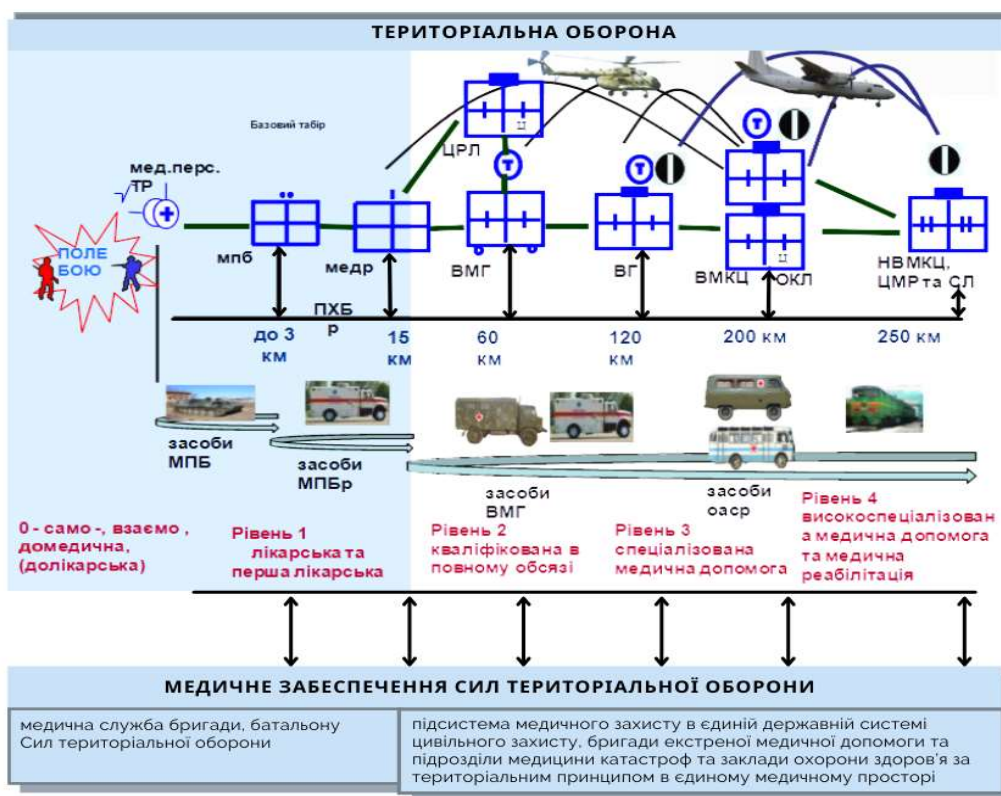 ТЕРИТОРІАЛЬНА ОБОРОНА
Базовий табір
мед.перс.
ТР
ЦРЛ
Ц
Т
Т
Т
ПОЛЕ
БОЮ
мпб
медр
ВМГ
ВГ
ВМКЦ
Ц
ОКЛ
НВМКЦ,
ЦМР та СЛ
ПХБ
р
до 3
км
15
км
60
км
120
км
200 км
250 км
засоби
МПБ
засоби
МПБр
засоби
ВМГ
засоби
оаср
0 - само -, взаємо ,
домедична,
(долікарська)
Рівень 1
лікарська та
перша лікарська
Рівень 2
кваліфікована в
повному обсязі
Рівень 3
спеціалізована
медична допомога
Рівень 4
високоспеціалізован
а медична допомога
та медична
реабілітація
МЕДИЧНЕ ЗАБЕСПЕЧЕННЯ СИЛ ТЕРИТОРІАЛЬНОЇ ОБОРОНИ
медична служба бригади, батальону
Сил територіальної оборони
підсистема медичного захисту в єдиній державній системі
цивільного захисту, бригади екстреної медичної допомоги та
підрозділи медицини катастроф та заклади охорони здоров'я за
територіальним принципом в єдиному медичному просторі